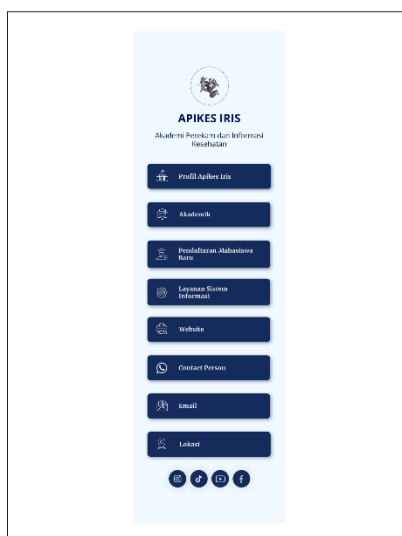 APIKES IRIS
Akademi Perekam dan Informasi
Kesehatan
Profil Apikes Iris
Akademik
Pendaftaran Mahasiswa
Baru
Layanan Sistem
Informasi
Website
Contact Person
Email
Lokasi